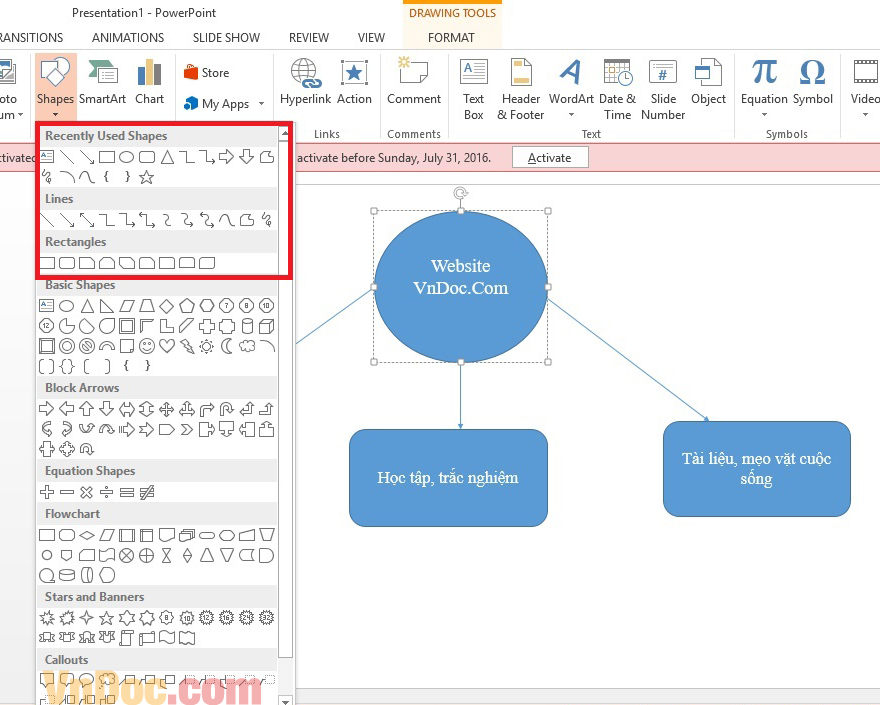 Presentation1 - PowerPoint
DRAWING TOOLS
ANSITIONS
ANIMATIONS
SLIDE SHOW
REVIEW
VIEW
FORMAT
Shapes
SmartArt
Chart
Store
My Apps
Hyperlink
Action
Links
Comment
Comments
Text
Box
Header
& Footer
WordArt
Date &
Time
Slide
Number
Object
Text
Equation
Symbol
Symbols
Video
activate before Sunday, July 31, 2016.
Activate
Recently Used Shapes
Lines
Rectangles
Basic Shapes
Block Arrows
Equation Shapes
Flowchart
Stars and Banners
Callouts
Website
VnDoc.Com
Học tập, trắc nghiệm
Tài liệu, mẹo vặt cuộc
sống
VnDoc.com